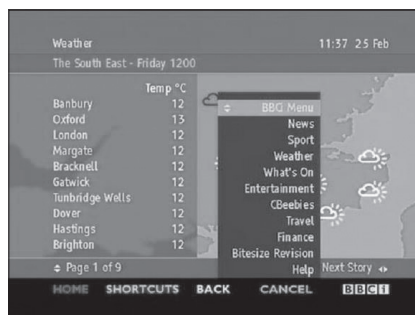 Weather 11:37 25 Feb
The South East - Friday 1200
Temp °C
Banbury 12
Oxford 13
London 12
Margate 12
Bracknell 12
Gatwick 12
Tunbridge Wells 12
Dover 12
Hastings 12
Brighton 12
Page 1 of 9
BBC Menu
News
Sport
Weather
What's On
Entertainment
CBeebies
Travel
Finance
Bitesize Revision
Help
Next Story
HOME SHORTCUTS BACK CANCEL BBCi